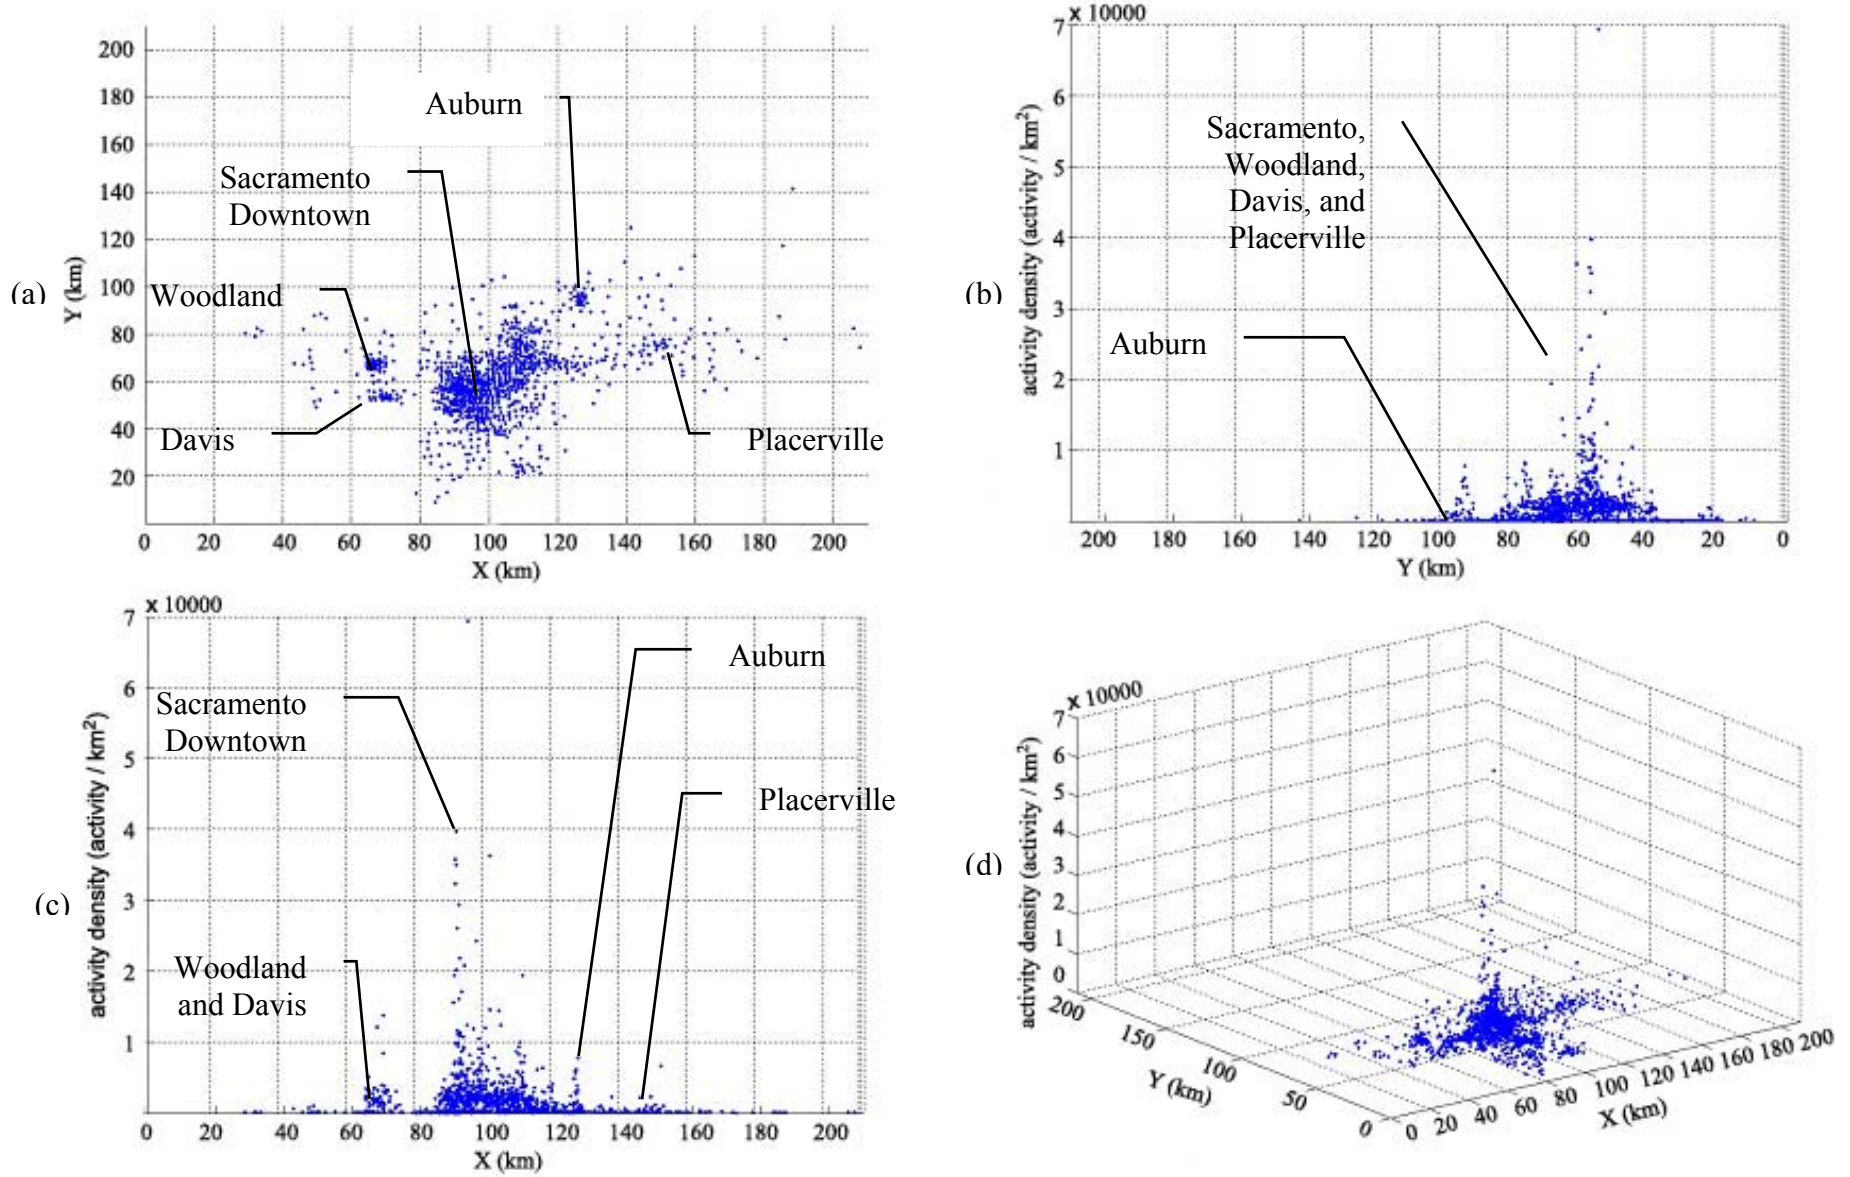 (a)
Y (km)
200
180
160
140
120
100
80
60
40
20
Auburn
Sacramento
Downtown
Woodland
Davis
Placerville
0 20 40 60 80 100 120 140 160 180 200
X (km)
(b)
x 10000
activity density (activity / km²)
7
6
5
4
3
2
1
Sacramento,
Woodland,
Davis, and
Placerville
Auburn
200 180 160 140 120 100 80 60 40 20 0
Y (km)
(c)
x 10000
activity density (activity / km²)
7
6
5
4
3
2
1
Sacramento
Downtown
Woodland
and Davis
Auburn
Placerville
0 20 40 60 80 100 120 140 160 180 200
X (km)
(d)
x 10000
activity density (activity / km²)
7
6
5
4
3
2
1
0
200
150
100
50
0
Y (km)
0 20 40 60 80 100 120 140 160 180 200
X (km)